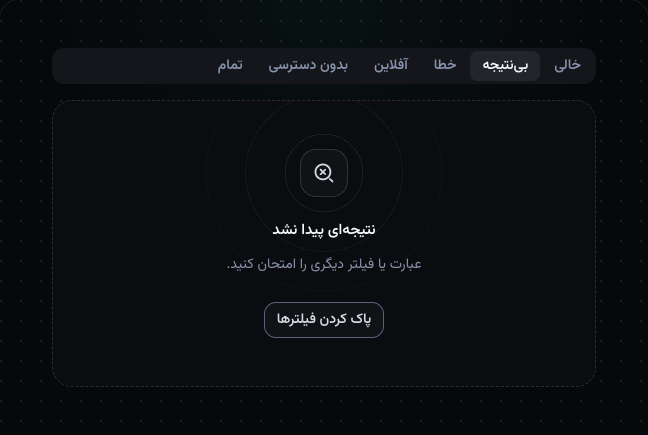 خالی بی‌نتیجه خطا آفلاین بدون دسترسی تمام
نتیجه‌ای پیدا نشد
عبارت یا فیلتر دیگری را امتحان کنید.
پاک کردن فیلترها